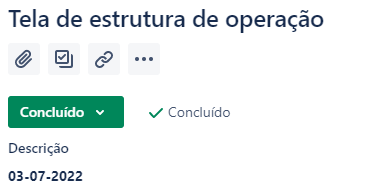 Tela de estrutura de operação
Concluído Concluído
Descrição
03-07-2022